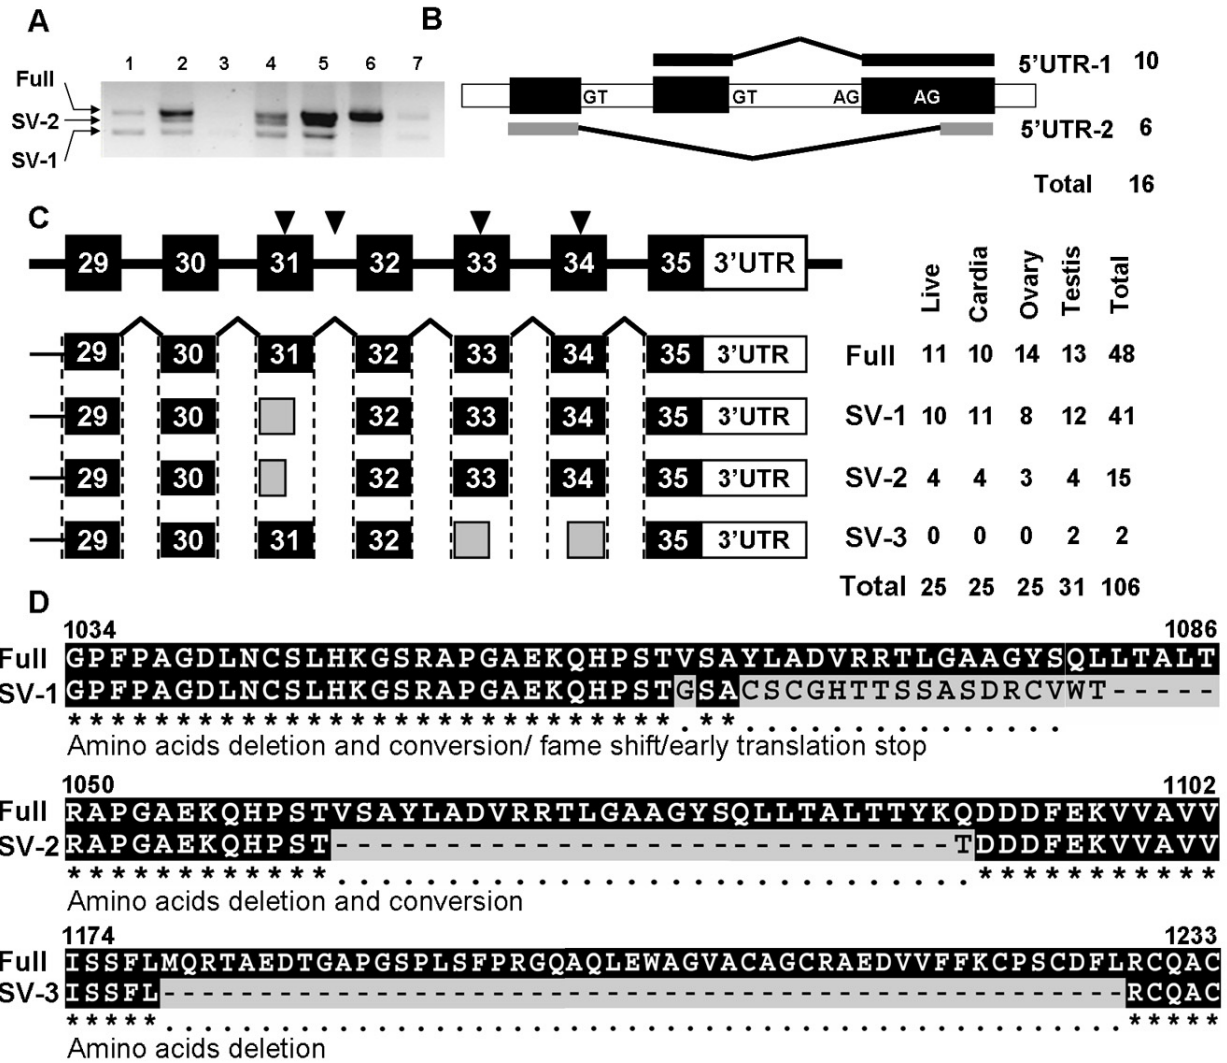 A
1 2 3 4 5 6 7
Full
SV-2
SV-1
B
5'UTR-1 10
GT GT AG AG
5'UTR-2 6
Total 16
C
29 30 31 32 33 34 35 3'UTR
Live Cardia Ovary Testis Total
29 30 31 32 33 34 35 3'UTR Full 11 10 14 13 48
29 30 32 33 34 35 3'UTR SV-1 10 11 8 12 41
29 30 32 33 34 35 3'UTR SV-2 4 4 3 4 15
29 30 31 32 35 3'UTR SV-3 0 0 0 2 2
Total 25 25 25 31 106
D
1034 1086
Full GPFPAGDLNCSLHKGSRAPGAEKQHPSTVSAYLADVRRTLGAAGYSQLLTALT
SV-1 GPFPAGDLNCSLHKGSRAPGAEKQHPSTGSACSCGHTTSSASDRCVWT-----
****************************.**...............
Amino acids deletion and conversion/ fame shift/early translation stop
1050 1102
Full RAPGAEKQHPSTVSAYLADVRRTLGAAGYSQLLTALTTYKQDDDFEKVVAVV
SV-2 RAPGAEKQHPST----------------------------TDDDFEKVVAVV
************.............................***********
Amino acids deletion and conversion
1174 1233
Full ISSFLMQRTAEDTGAPGSPLSFPRGQAQLEWAGVACAGCRAEDVVFFKCPSCDFLRCQAC
SV-3 ISSFL--------------------------------------------------RCQAC
*****..................................................*****
Amino acids deletion